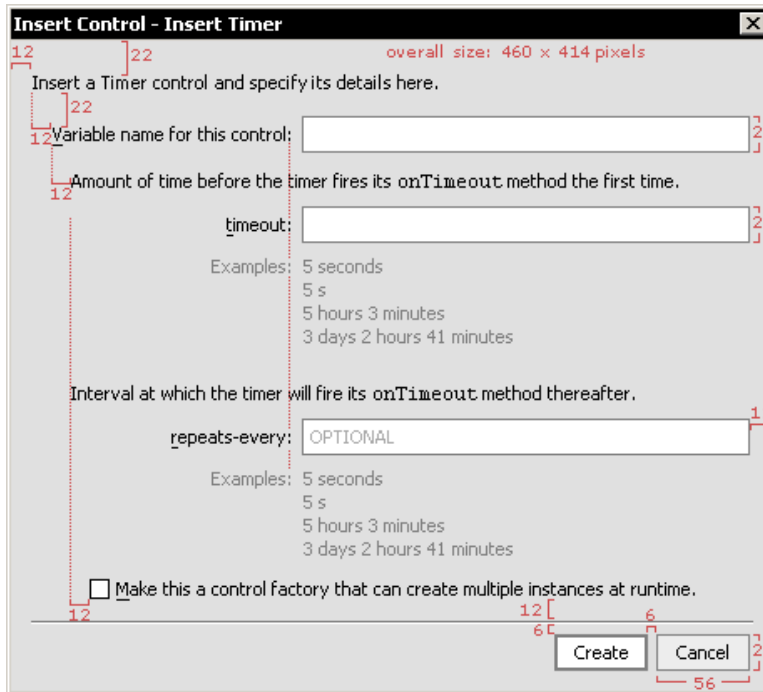 Insert Control - Insert Timer
12
22
overall size: 460 x 414 pixels
Insert a Timer control and specify its details here.
22
12
Variable name for this control:
2
12
Amount of time before the timer fires its onTimeout method the first time.
timeout:
2
Examples: 5 seconds
5 s
5 hours 3 minutes
3 days 2 hours 41 minutes
Interval at which the timer will fire its onTimeout method thereafter.
repeats-every: OPTIONAL
1
Examples: 5 seconds
5 s
5 hours 3 minutes
3 days 2 hours 41 minutes
Make this a control factory that can create multiple instances at runtime.
12
12
6
6
Create
Cancel
2
56